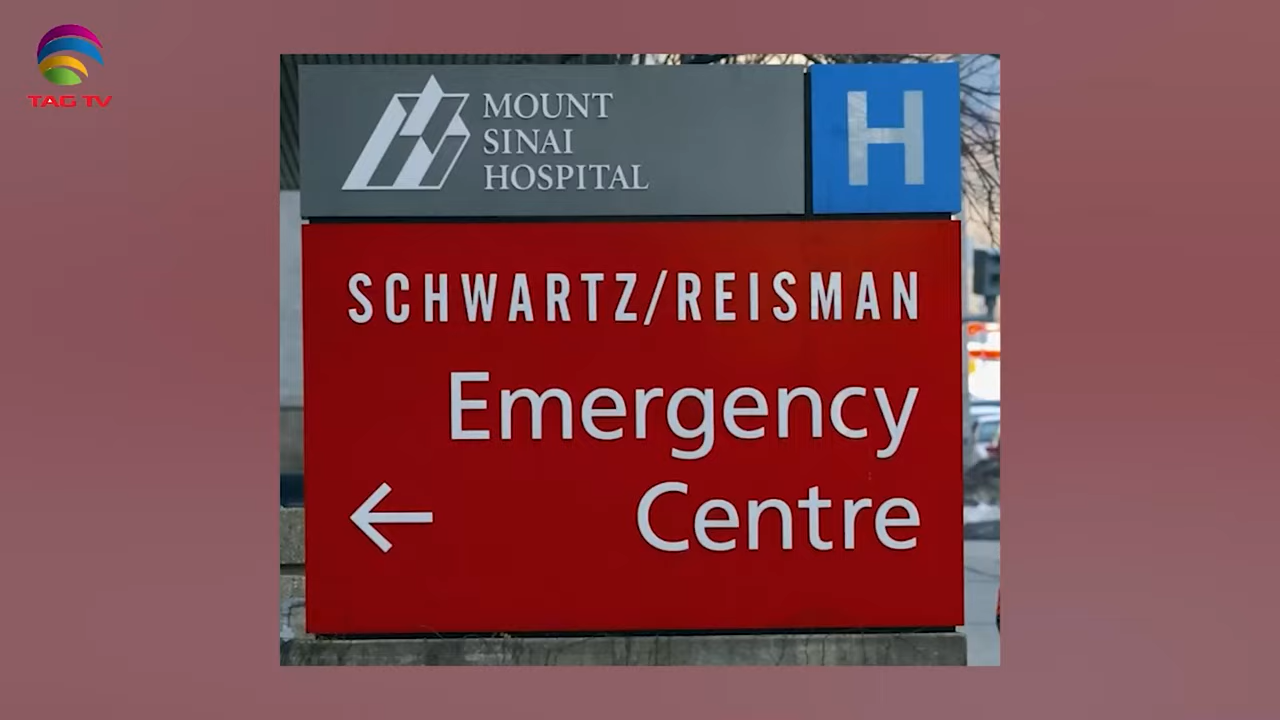 TAG TV
MOUNT
SINAI
HOSPITAL
H
SCHWARTZ/REISMAN
Emergency
Centre